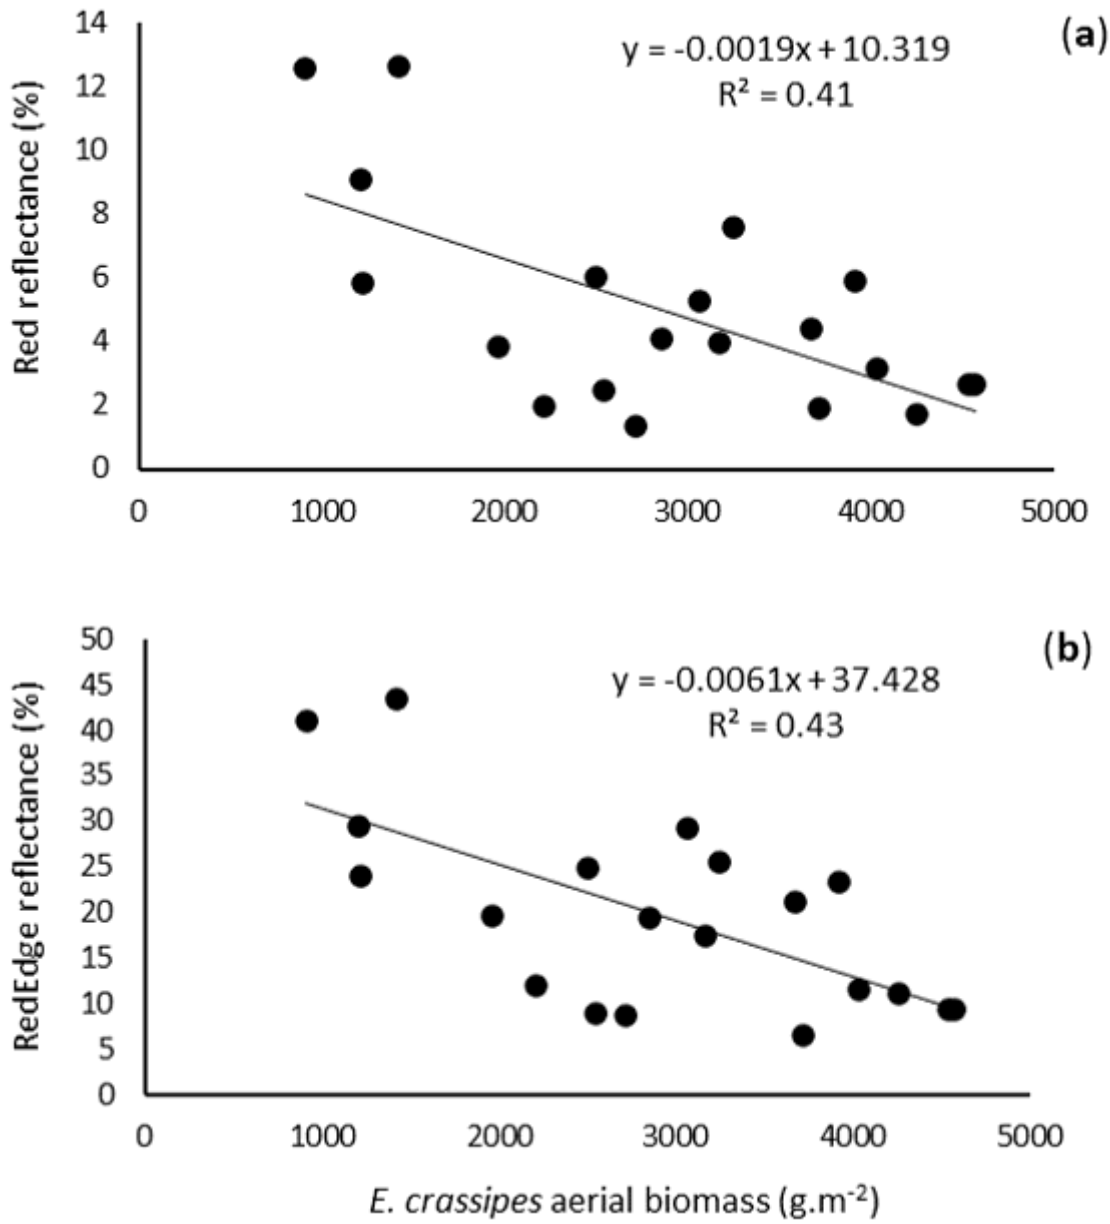 (a)
y = -0.0019x + 10.319
R² = 0.41
Red reflectance (%)
14
12
10
8
6
4
2
0
0 1000 2000 3000 4000 5000
(b)
y = -0.0061x + 37.428
R² = 0.43
RedEdge reflectance (%)
50
45
40
35
30
25
20
15
10
5
0
0 1000 2000 3000 4000 5000
E. crassipes aerial biomass (g.m⁻²)